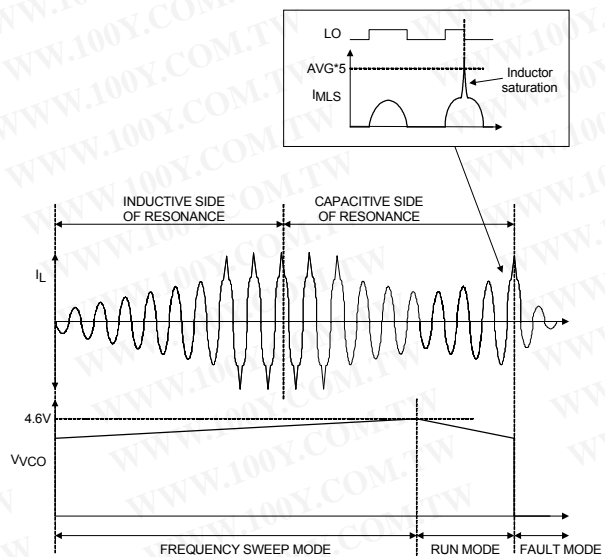 LO
AVG*5
IMLS
Inductor
saturation
INDUCTIVE SIDE
OF RESONANCE
CAPACITIVE SIDE
OF RESONANCE
IL
4.6V
VVCO
FREQUENCY SWEEP MODE
RUN MODE
FAULT MODE
WWW.100Y.COM.TW